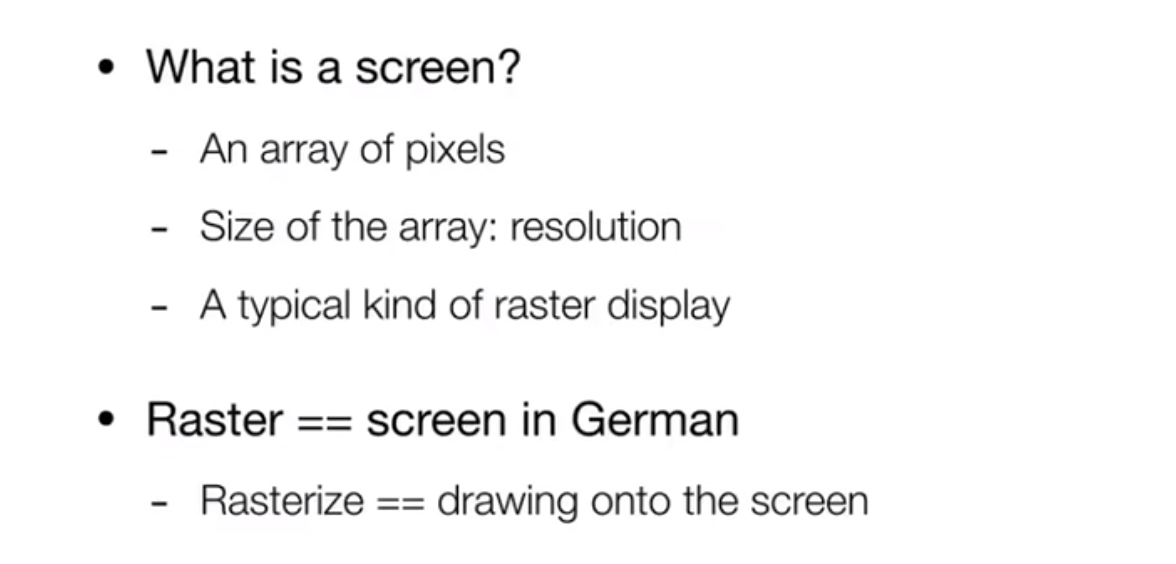 • What is a screen?
- An array of pixels
- Size of the array: resolution
- A typical kind of raster display
• Raster == screen in German
- Rasterize == drawing onto the screen